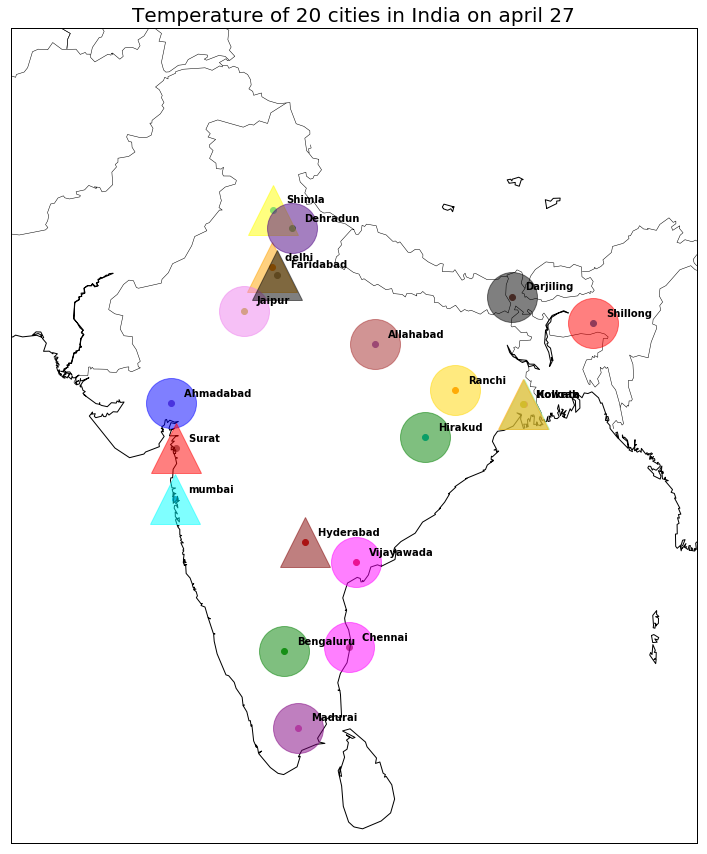 Temperature of 20 cities in India on april 27
Shimla
Dehradun
delhi
Faridabad
Darjiling
Jaipur
Shillong
Allahabad
Ranchi
Ahmadabad
Hirakud
Surat
mumbai
Hyderabad
Vijayawada
Chennai
Bengaluru
Madurai